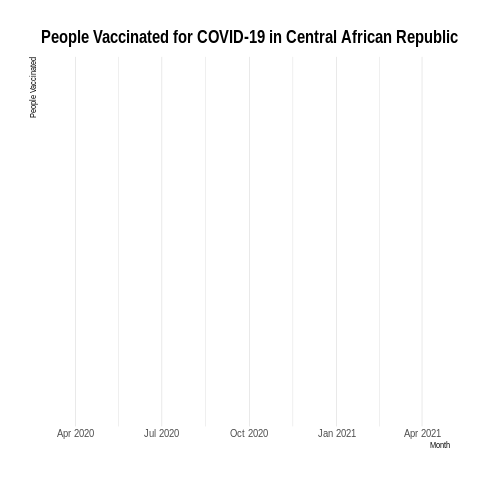 People Vaccinated for COVID-19 in Central African Republic
People Vaccinated
Apr 2020 Jul 2020 Oct 2020 Jan 2021 Apr 2021
Month